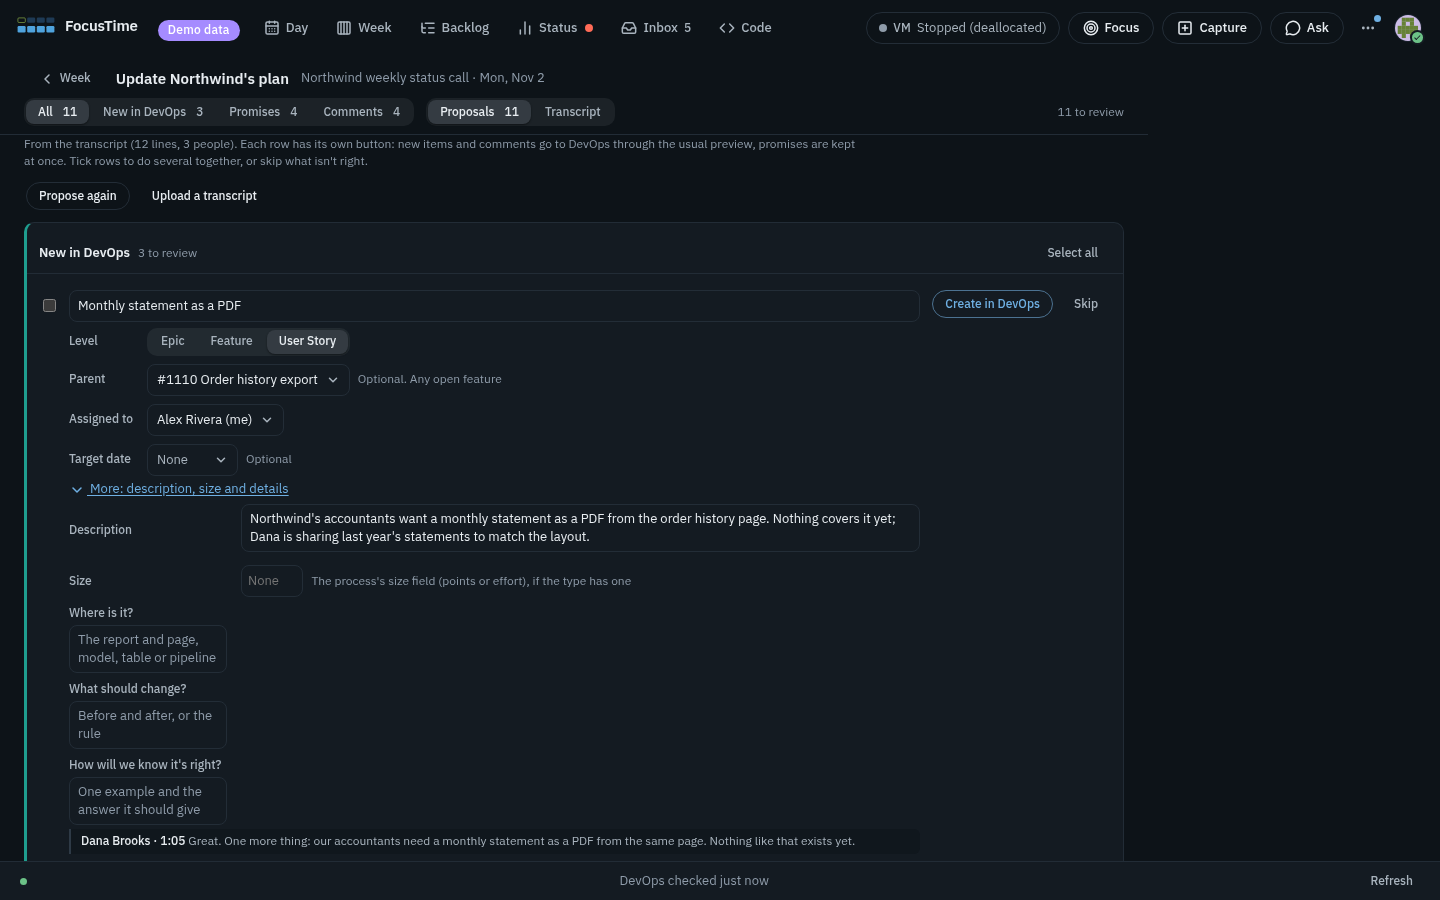 FocusTime
Demo data
Day
Week
Backlog
Status
Inbox 5
Code
VM Stopped (deallocated)
Focus
Capture
Ask
Week
Update Northwind's plan
Northwind weekly status call · Mon, Nov 2
All 11
New in DevOps 3
Promises 4
Comments 4
Proposals 11
Transcript
11 to review
From the transcript (12 lines, 3 people). Each row has its own button: new items and comments go to DevOps through the usual preview, promises are kept
at once. Tick rows to do several together, or skip what isn't right.
Propose again
Upload a transcript
New in DevOps 3 to review
Select all
Monthly statement as a PDF
Create in DevOps
Skip
Level
Epic
Feature
User Story
Parent
#1110 Order history export
Optional. Any open feature
Assigned to
Alex Rivera (me)
Target date
None
Optional
More: description, size and details
Description
Northwind's accountants want a monthly statement as a PDF from the order history page. Nothing covers it yet;
Dana is sharing last year's statements to match the layout.
Size
None
The process's size field (points or effort), if the type has one
Where is it?
The report and page,
model, table or pipeline
What should change?
Before and after, or the
rule
How will we know it's right?
One example and the
answer it should give
Dana Brooks · 1:05 Great. One more thing: our accountants need a monthly statement as a PDF from the same page. Nothing like that exists yet.
DevOps checked just now
Refresh